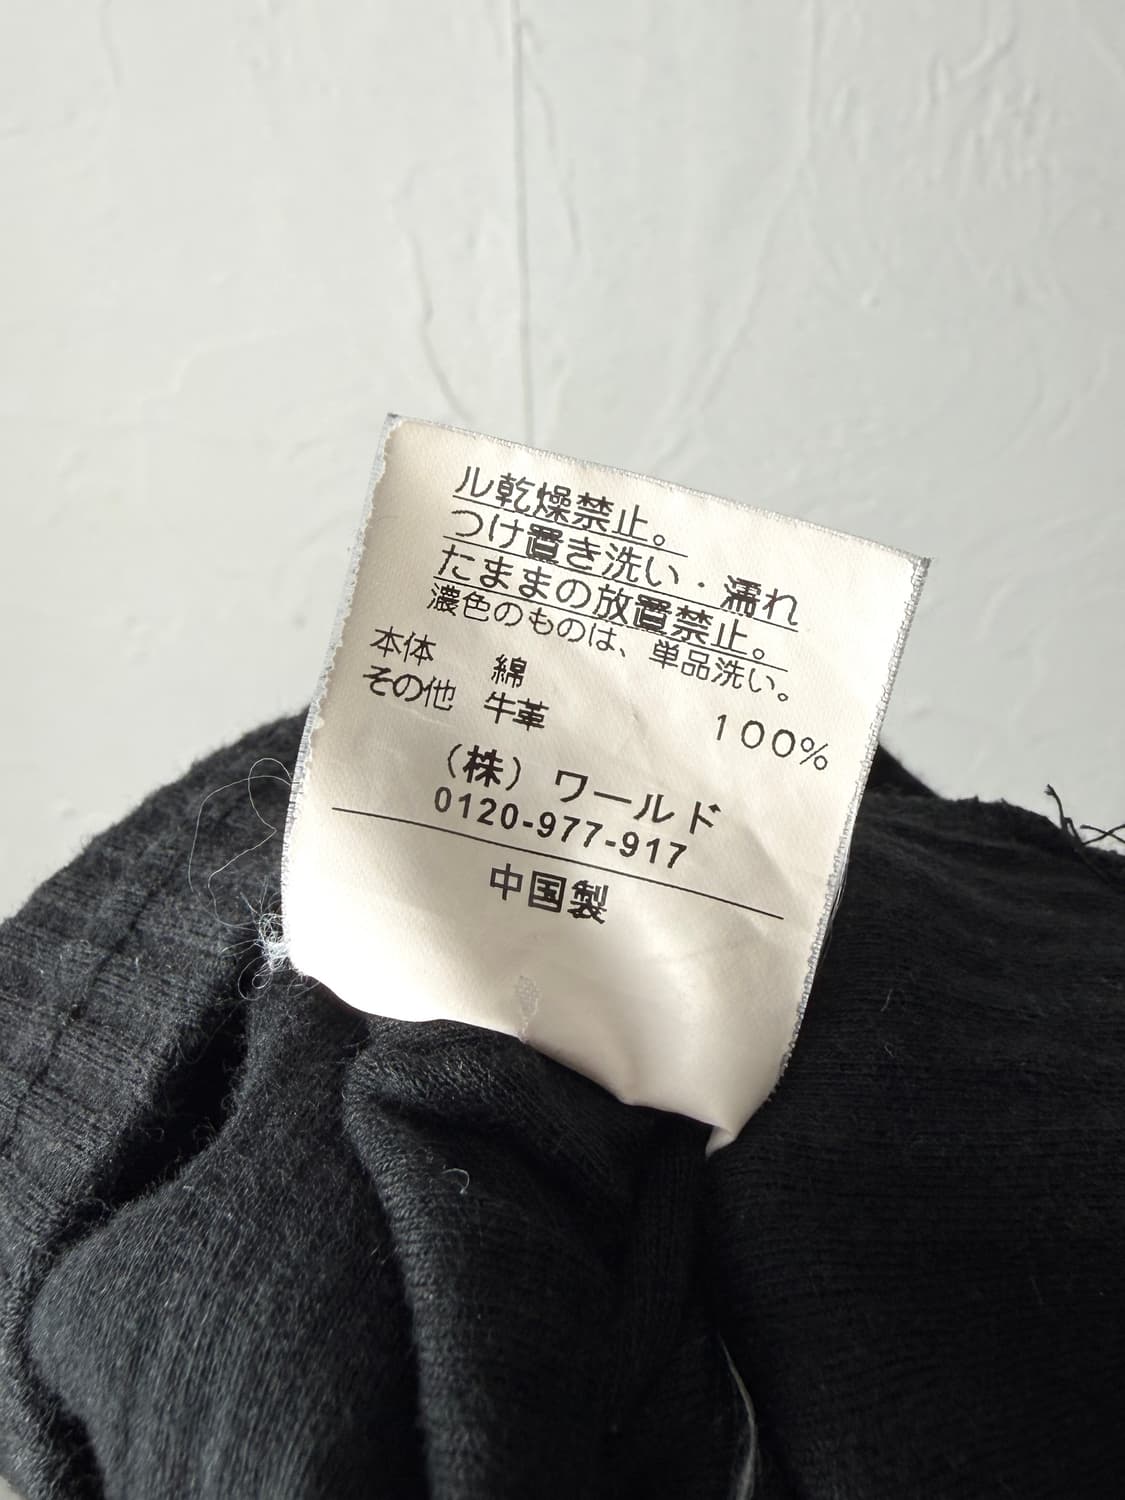 ル乾燥禁止。
つけ置き洗い・濡れ
たままの放置禁止。
濃色のものは、単品洗い。
本体 綿 100%
その他 牛革
(株) ワールド
0120-977-917
中国製